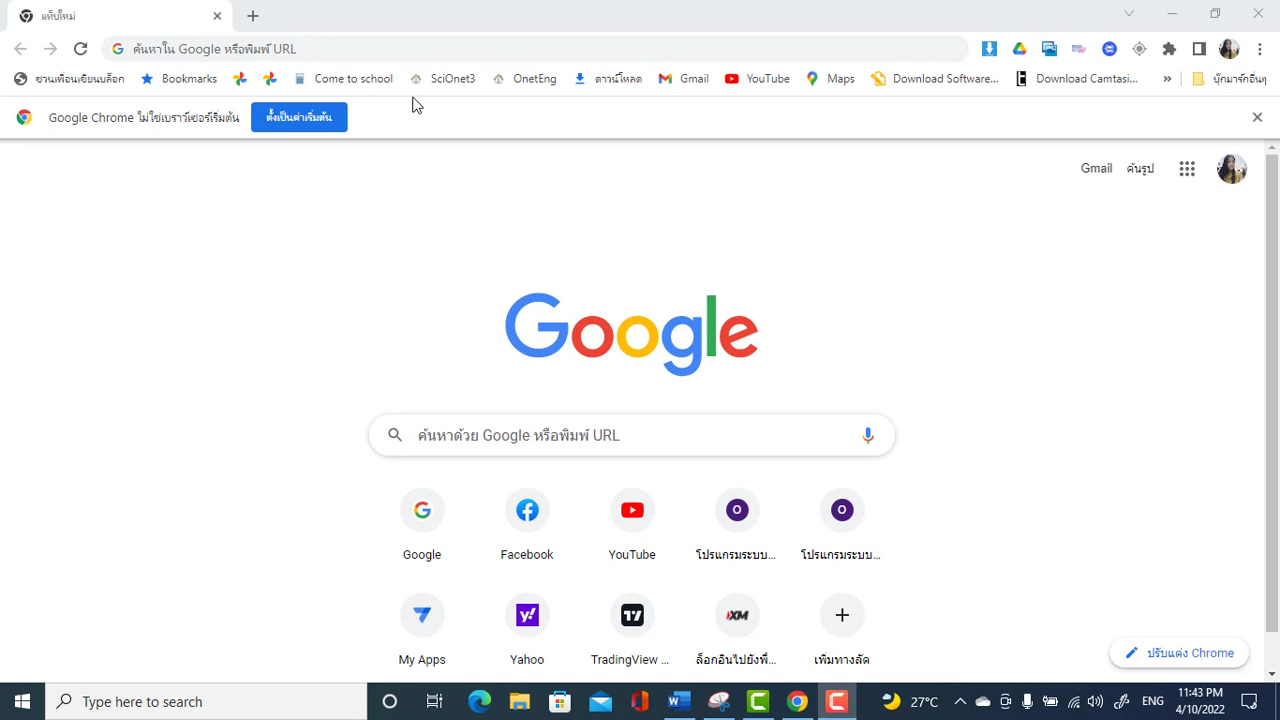 แท็บใหม่
ค้นหาใน Google หรือพิมพ์ URL
ชวนเพื่อนเขียนบล็อก Bookmarks Come to school SciOnet3 OnetEng ดาวน์โหลด Gmail YouTube Maps Download Software... Download Camtasi... » บุ๊กมาร์กอื่นๆ
Google Chrome ไม่ใช่เบราว์เซอร์เริ่มต้น ตั้งเป็นค่าเริ่มต้น
Gmail ค้นรูป
Google
ค้นหาด้วย Google หรือพิมพ์ URL
Google Facebook YouTube โปรแกรมระบบ... โปรแกรมระบบ...
My Apps Yahoo TradingView ... ล็อกอินไปยังพื้... เพิ่มทางลัด
ปรับแต่ง Chrome
Type here to search 27°C ENG 11:43 PM
4/10/2022